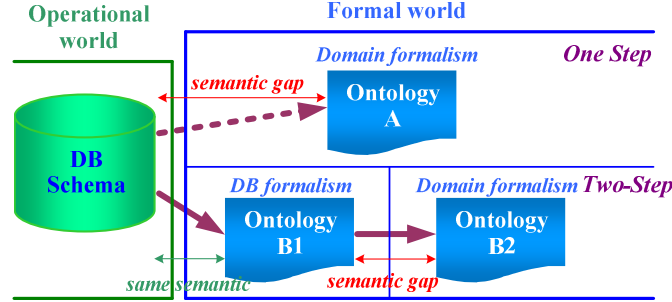 Operational
world
Formal world
Domain formalism
One Step
semantic gap
Ontology
A
DB
Schema
DB formalism
Domain formalism
Two-Step
Ontology
B1
Ontology
B2
same semantic
semantic gap